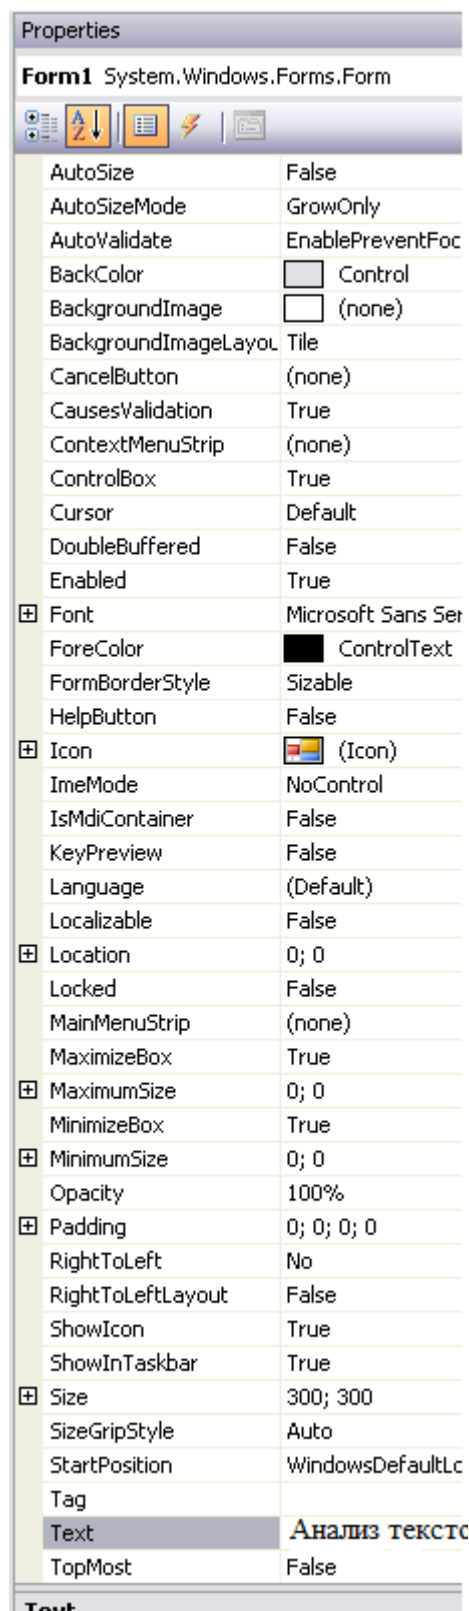 Properties
Form1 System.Windows.Forms.Form
AutoSize False
AutoSizeMode GrowOnly
AutoValidate EnablePreventFoc
BackColor Control
BackgroundImage (none)
BackgroundImageLayou Tile
CancelButton (none)
CausesValidation True
ContextMenuStrip (none)
ControlBox True
Cursor Default
DoubleBuffered False
Enabled True
Font Microsoft Sans Ser
ForeColor ControlText
FormBorderStyle Sizable
HelpButton False
Icon (Icon)
ImeMode NoControl
IsMdiContainer False
KeyPreview False
Language (Default)
Localizable False
Location 0; 0
Locked False
MainMenuStrip (none)
MaximizeBox True
MaximumSize 0; 0
MinimizeBox True
MinimumSize 0; 0
Opacity 100%
Padding 0; 0; 0; 0
RightToLeft No
RightToLeftLayout False
ShowIcon True
ShowInTaskbar True
Size 300; 300
SizeGripStyle Auto
StartPosition WindowsDefaultLc
Tag
Text Анализ тексто
TopMost False
Text